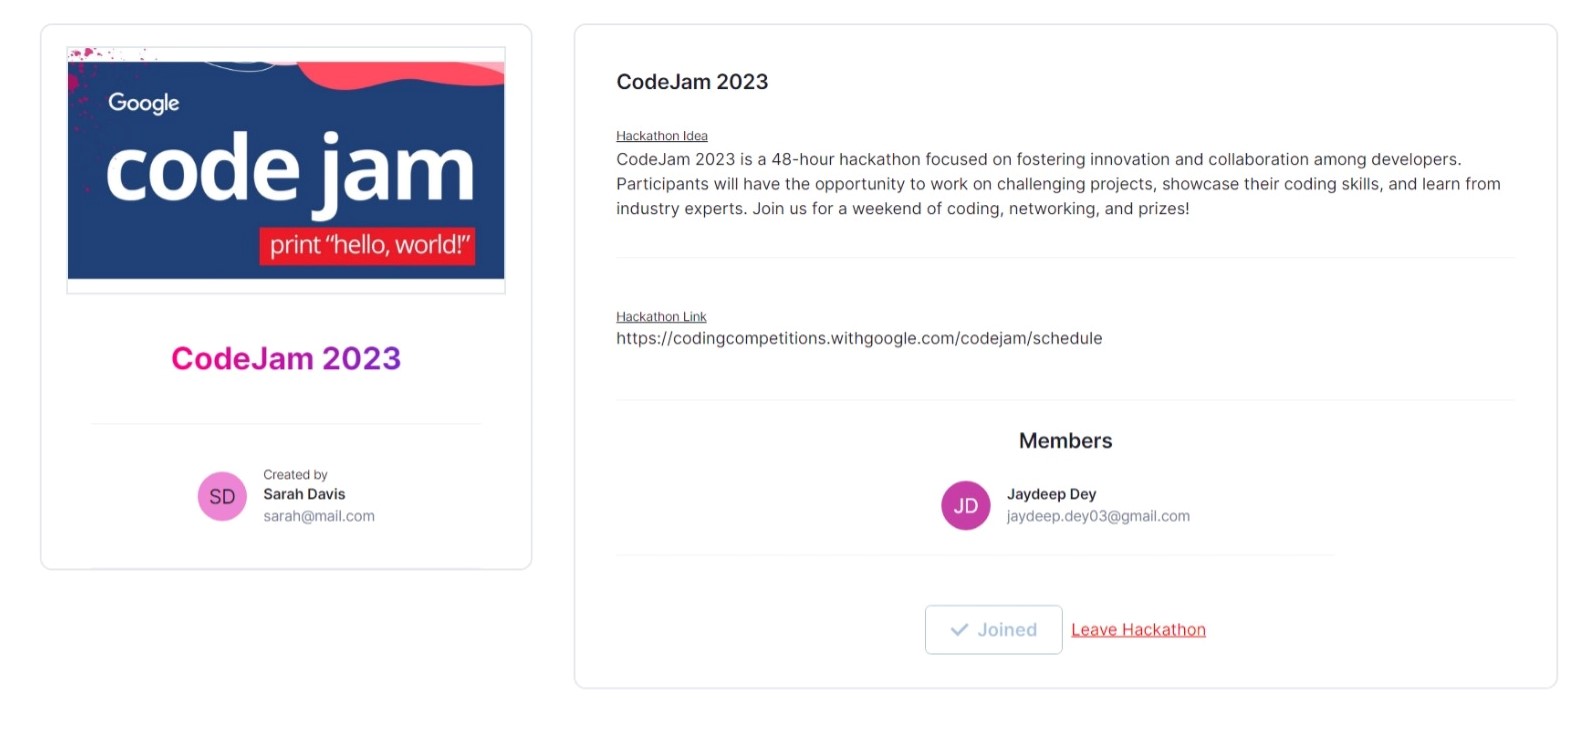 Google
code jam
print “hello, world!”
CodeJam 2023
SD
Created by
Sarah Davis
sarah@mail.com
CodeJam 2023
Hackathon Idea
CodeJam 2023 is a 48-hour hackathon focused on fostering innovation and collaboration among developers.
Participants will have the opportunity to work on challenging projects, showcase their coding skills, and learn from
industry experts. Join us for a weekend of coding, networking, and prizes!
Hackathon Link
https://codingcompetitions.withgoogle.com/codejam/schedule
Members
JD
Jaydeep Dey
jaydeep.dey03@gmail.com
Joined
Leave Hackathon